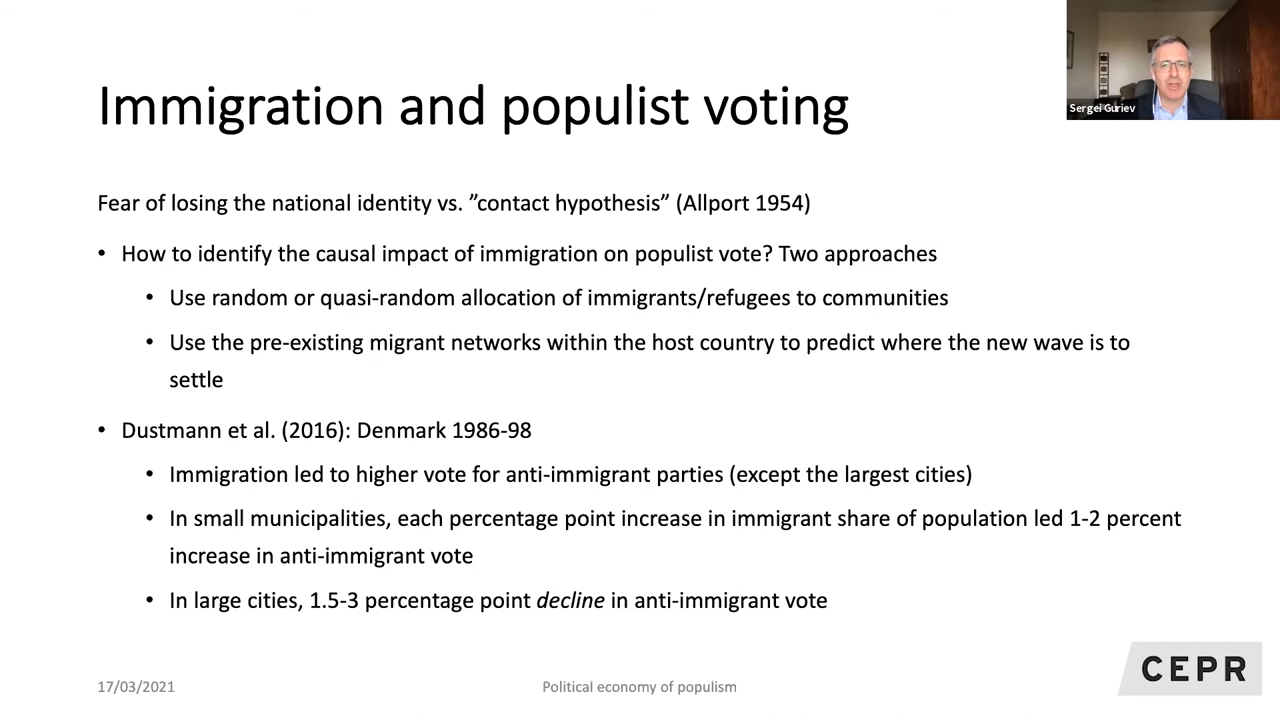 Sergei Guriev
Immigration and populist voting
Fear of losing the national identity vs. ”contact hypothesis” (Allport 1954)
• How to identify the causal impact of immigration on populist vote? Two approaches
• Use random or quasi-random allocation of immigrants/refugees to communities
• Use the pre-existing migrant networks within the host country to predict where the new wave is to
settle
• Dustmann et al. (2016): Denmark 1986-98
• Immigration led to higher vote for anti-immigrant parties (except the largest cities)
• In small municipalities, each percentage point increase in immigrant share of population led 1-2 percent
increase in anti-immigrant vote
• In large cities, 1.5-3 percentage point decline in anti-immigrant vote
17/03/2021
Political economy of populism
CEPR